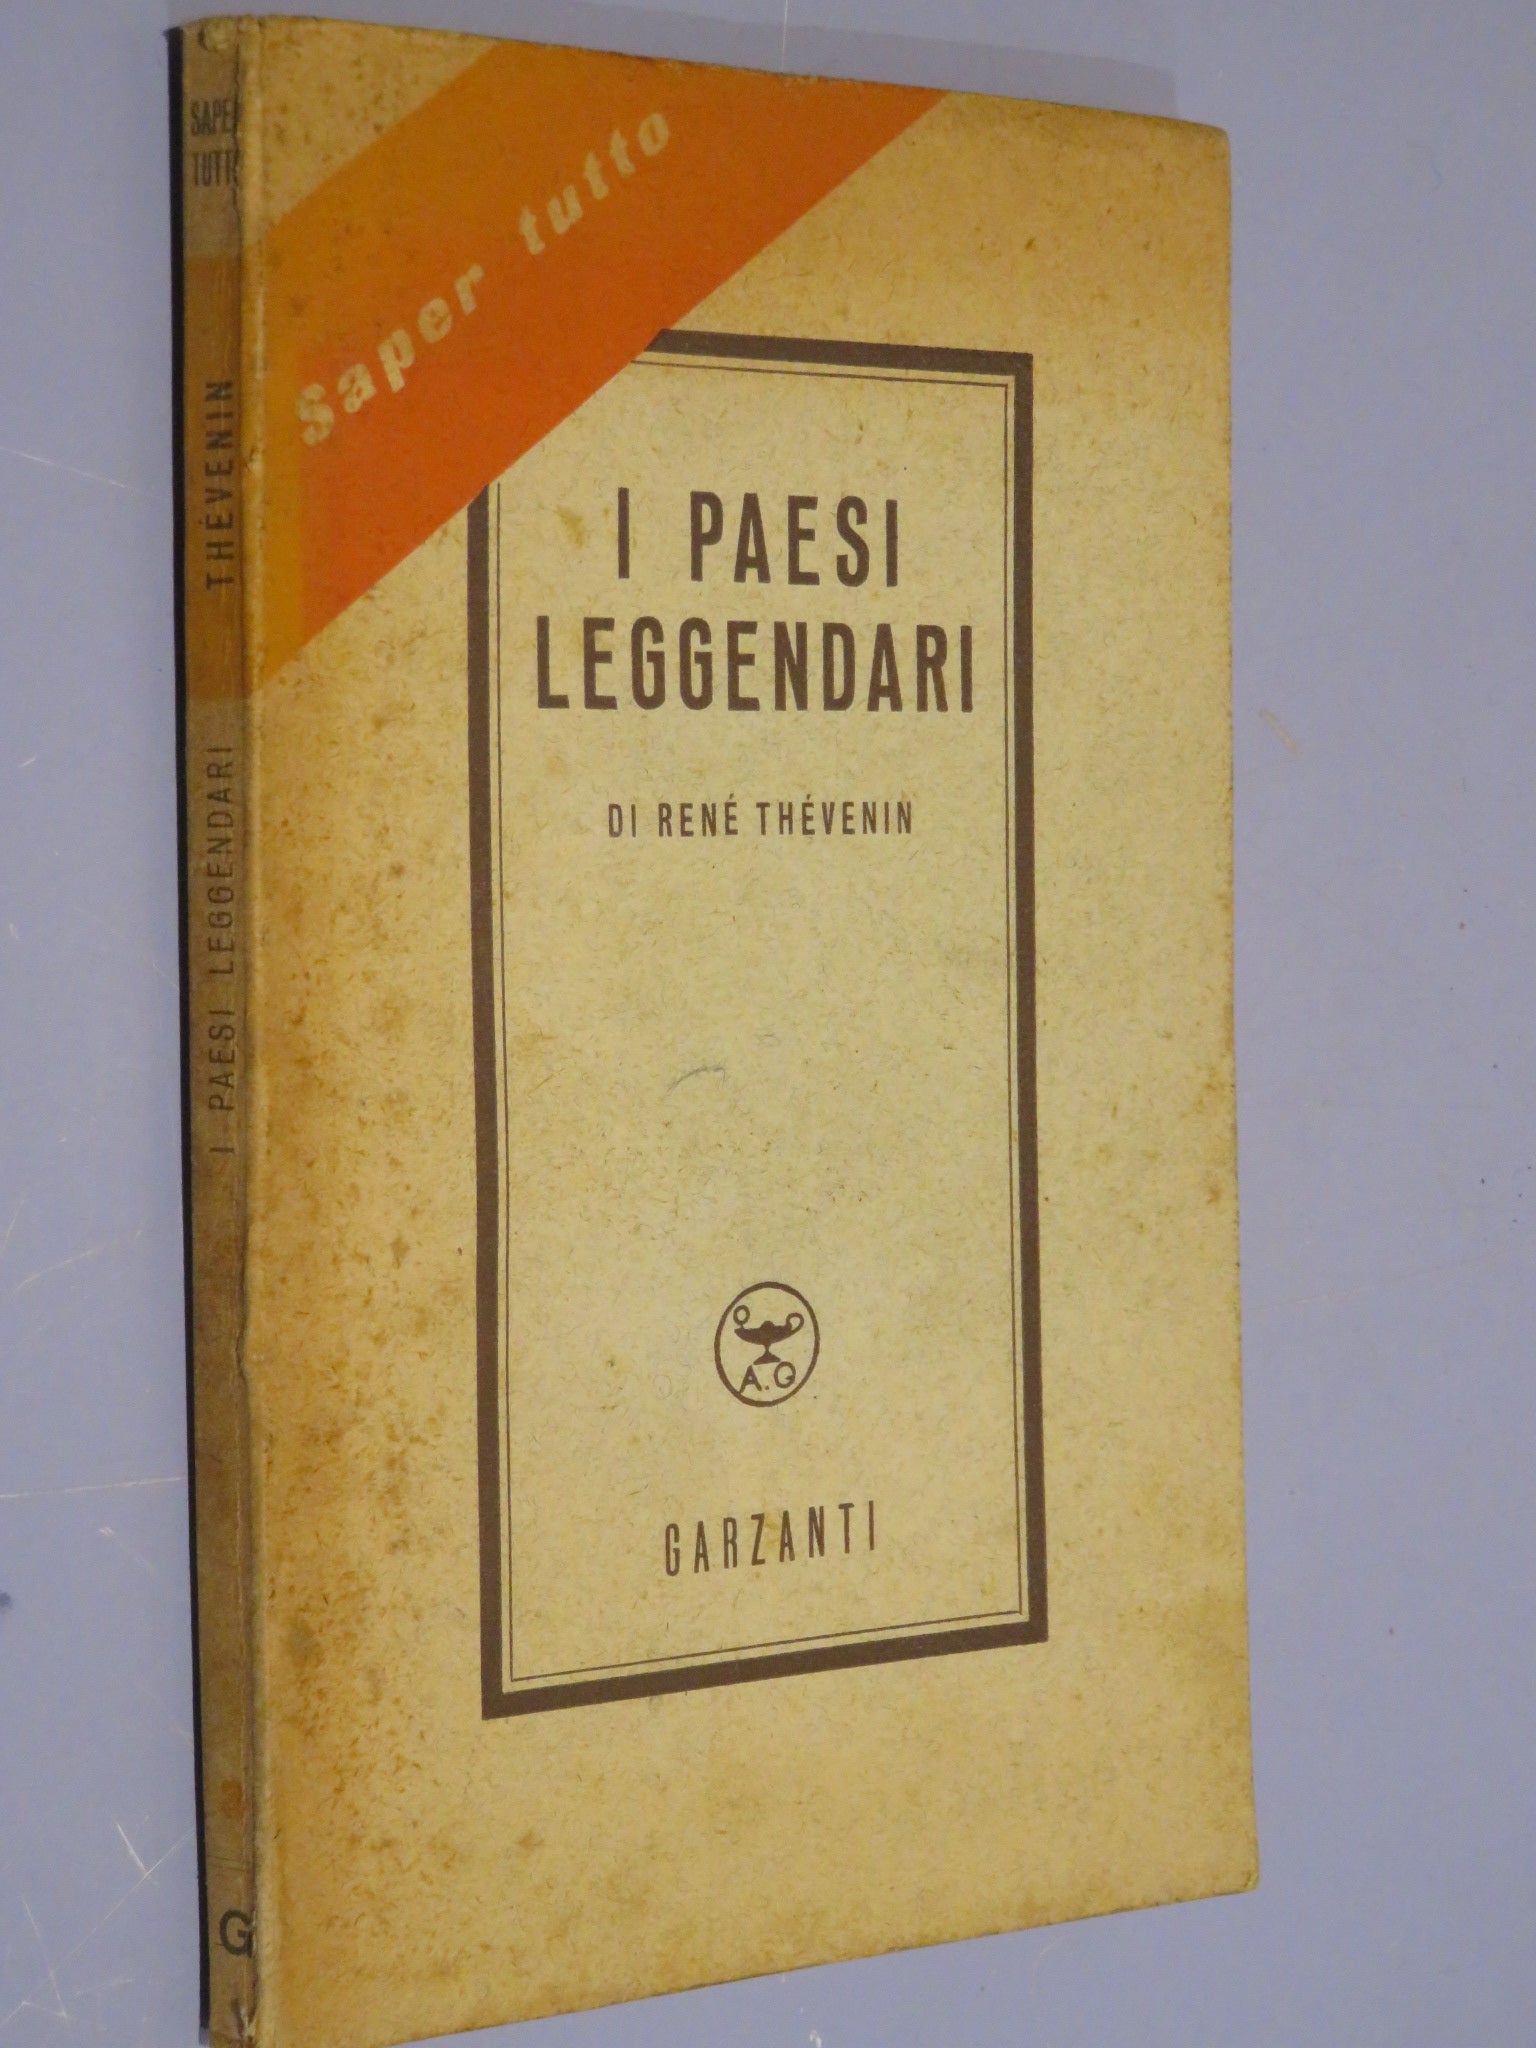 Saper tutto
I PAESI
LEGGENDARI
DI RENÉ THÉVENIN
A.G
GARZANTI
SAPER
TUTTO
THÉVENIN
I PAESI LEGGENDARI
G